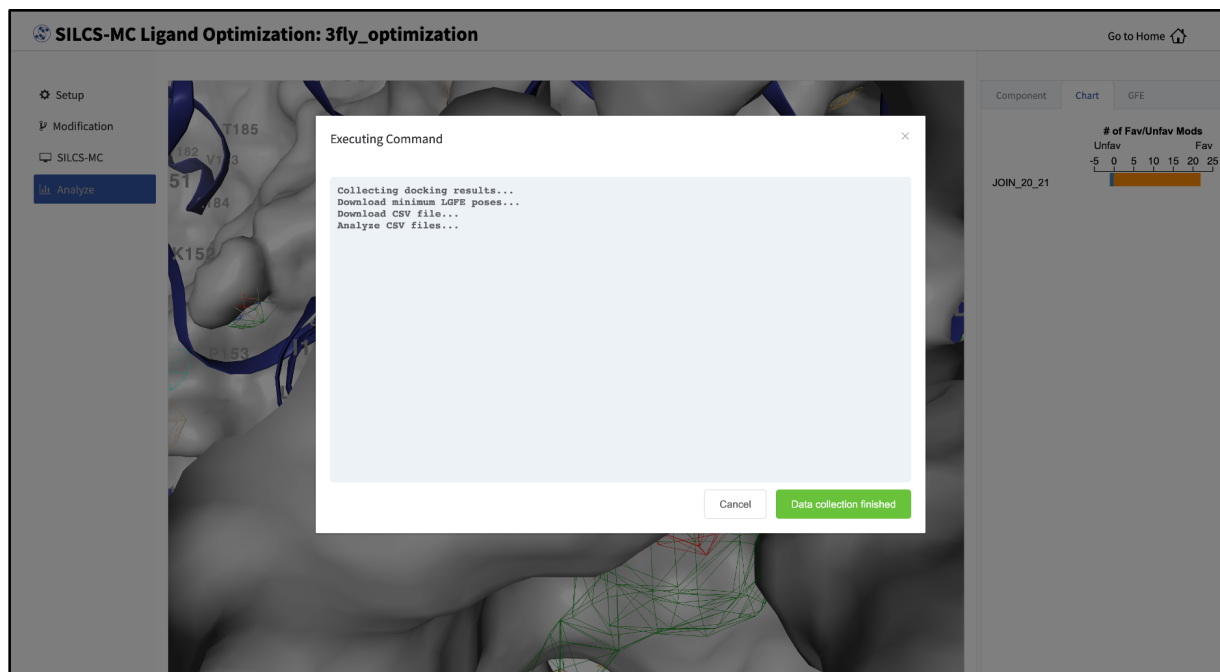 SILCS-MC Ligand Optimization: 3fly_optimization
Go to Home
Setup
Modification
SILCS-MC
Analyze
T185
182
51
184
K152
P153
Executing Command
Collecting docking results...
Download minimum LGFE poses...
Download CSV file...
Analyze CSV files...
Cancel
Data collection finished
Component
Chart
GFE
# of Fav/Unfav Mods
Unfav Fav
-5 0 5 10 15 20 25
JOIN_20_21